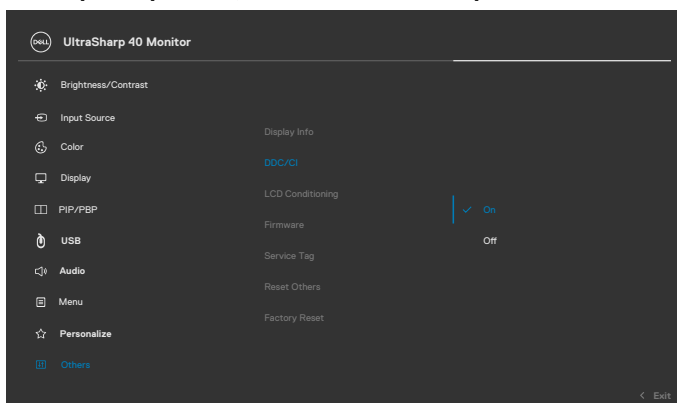 DELL UltraSharp 40 Monitor
Brightness/Contrast
Input Source
Color
Display
PIP/PBP
USB
Audio
Menu
Personalize
Others
Display Info
DDC/CI
LCD Conditioning
Firmware
Service Tag
Reset Others
Factory Reset
On
Off
Exit